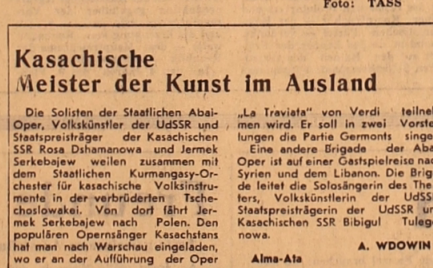 Foto: TASS
Kasachische
Meister der Kunst im Ausland
Die Solisten der Staatlichen Abai-
Oper, Volkskünstler der UdSSR und
Staatspreisträger der Kasachischen
SSR Rosa Dshamanowa und Jermek
Serkebajew weilen zusammen mit
dem Staatlichen Kurmangasy-Or-
chester für kasachische Volksinstru-
mente in der verbrüderten Tsche-
choslowakei. Von dort fährt Jer-
mek Serkebajew nach Polen. Den
populären Opernsänger Kasachstans
hat man nach Warschau eingeladen,
wo er an der Aufführung der Oper
„La Traviata" von Verdi teilneh
men wird. Er soll in zwei Vorste
lungen die Partie Germonts singe
Eine andere Brigade der Aba
Oper ist auf einer Gastspielreise nac
Syrien und dem Libanon. Die Brig
de leitet die Solosängerin des The
ters, Volkskünstlerin der UdSS
Staatspreisträgerin der UdSSR un
Kasachischen SSR Bibigul Tuleg
nowa.
A. WDOWIN
Alma-Ata